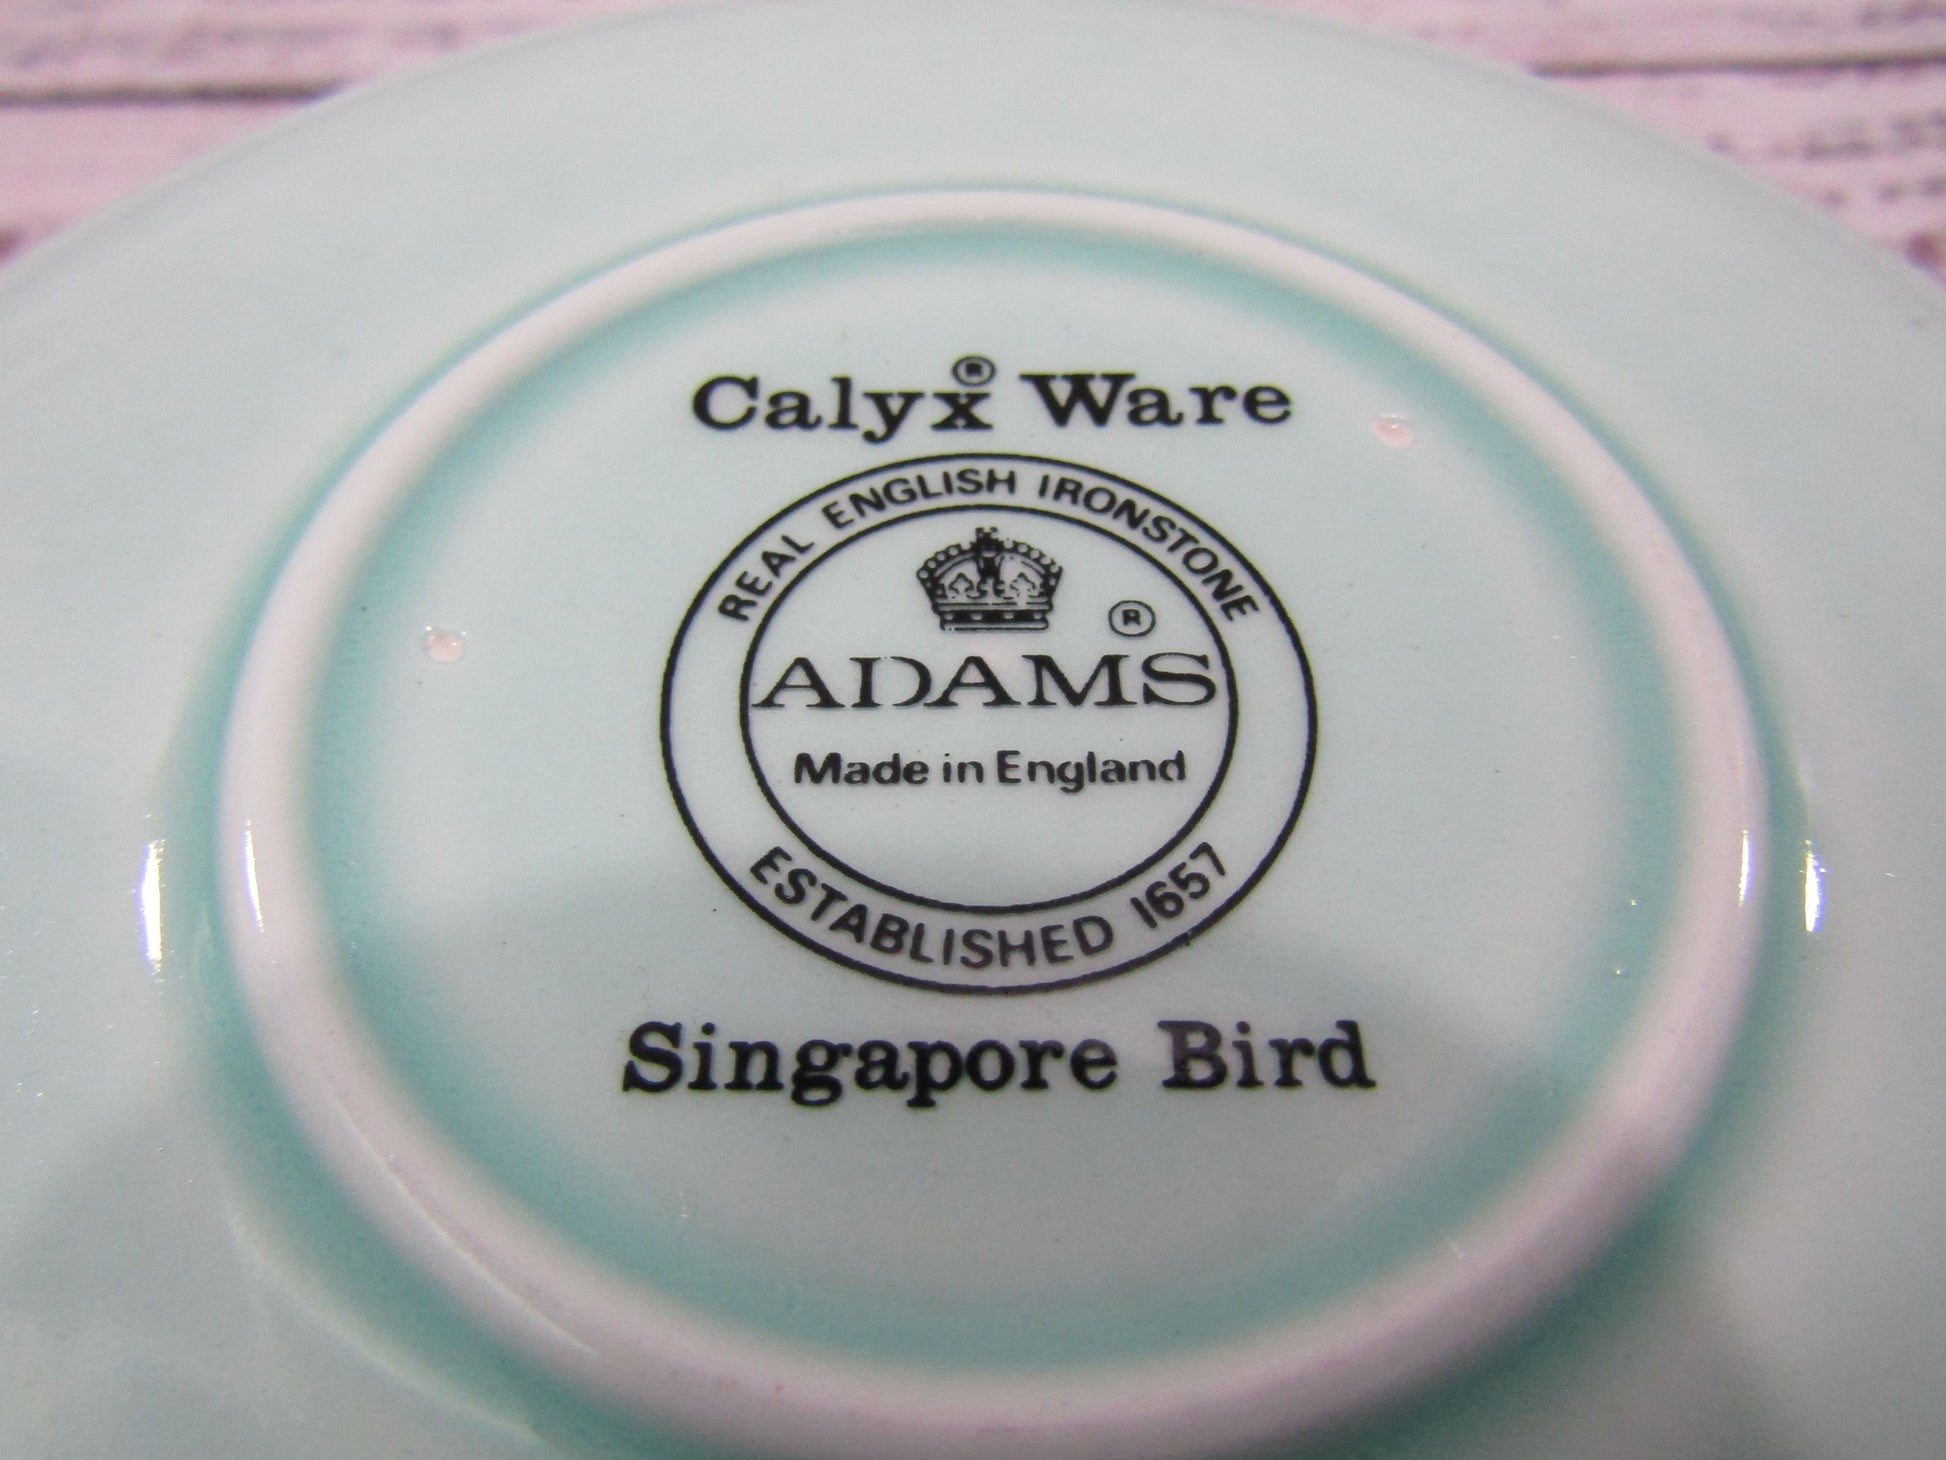 Calyx® Ware
REAL ENGLISH IRONSTONE
®
ADAMS
Made in England
ESTABLISHED 1657
Singapore Bird